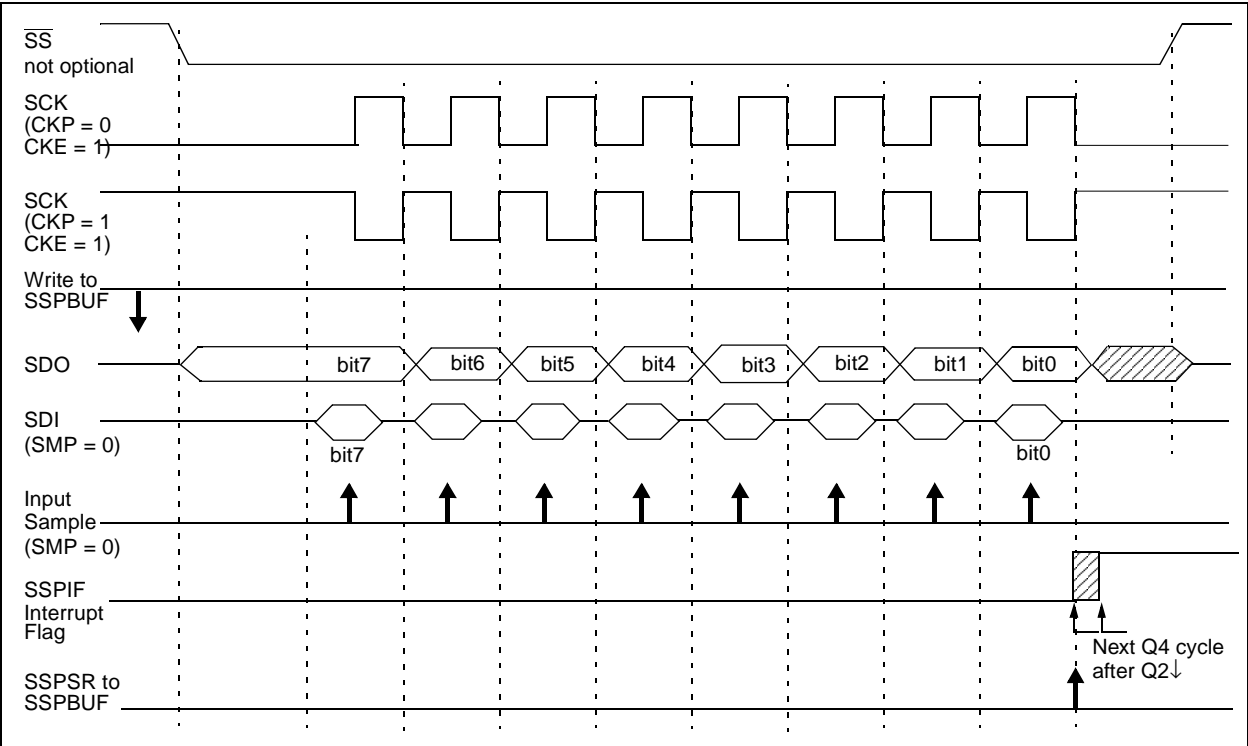 SS
not optional
SCK
(CKP = 0
CKE = 1)
SCK
(CKP = 1
CKE = 1)
Write to
SSPBUF
SDO
bit7 bit6 bit5 bit4 bit3 bit2 bit1 bit0
SDI
(SMP = 0)
bit7 bit0
Input
Sample
(SMP = 0)
SSPIF
Interrupt
Flag
Next Q4 cycle
after Q2↓
SSPSR to
SSPBUF